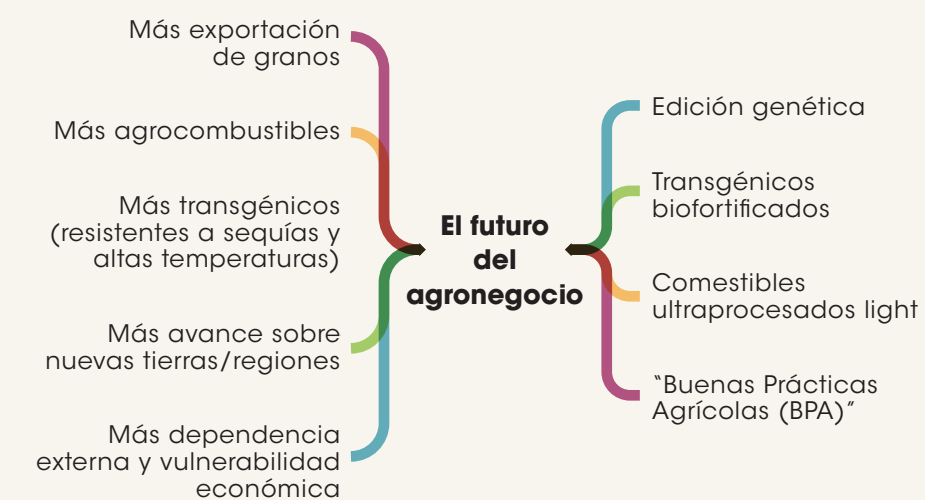 Más exportación
de granos
Más agrocombustibles
Más transgénicos
(resistentes a sequías y
altas temperaturas)
Más avance sobre
nuevas tierras/regiones
Más dependencia
externa y vulnerabilidad
económica
El futuro
del
agronegocio
Edición genética
Transgénicos
biofortificados
Comestibles
ultraprocesados light
“Buenas Prácticas
Agrícolas (BPA)”